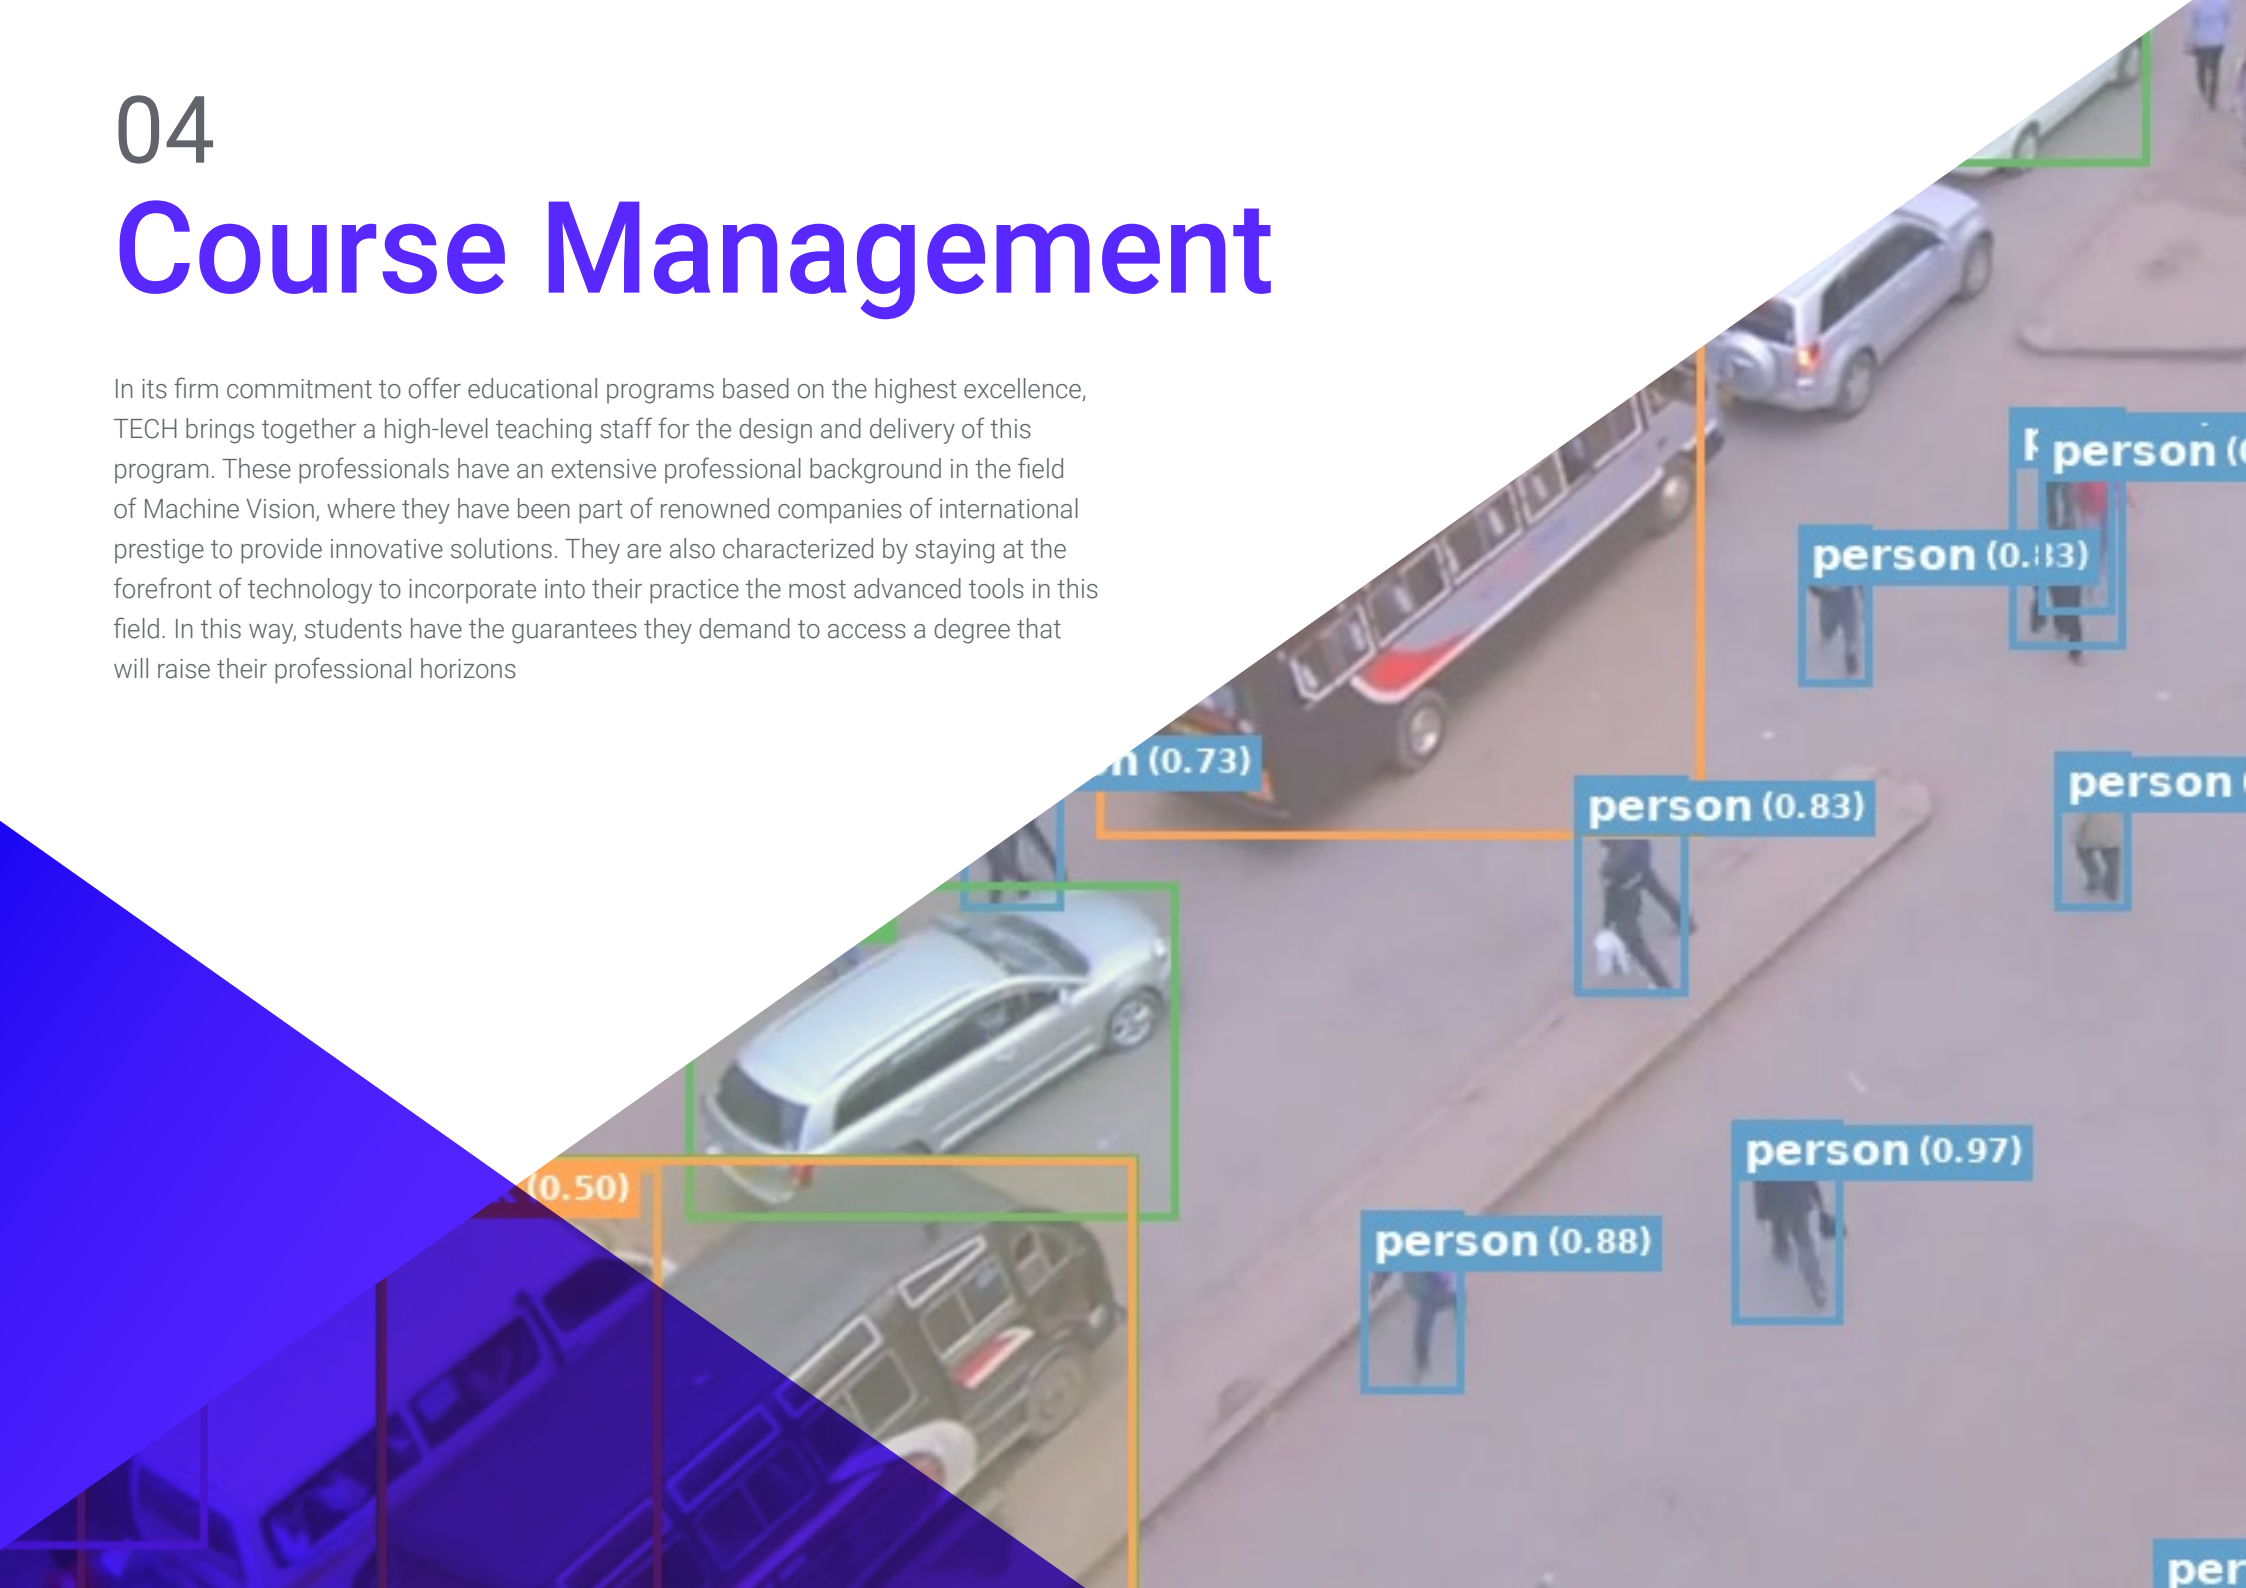 04
Course Management
In its firm commitment to offer educational programs based on the highest excellence,
TECH brings together a high-level teaching staff for the design and delivery of this
program. These professionals have an extensive professional background in the field
of Machine Vision, where they have been part of renowned companies of international
prestige to provide innovative solutions. They are also characterized by staying at the
forefront of technology to incorporate into their practice the most advanced tools in this
field. In this way, students have the guarantees they demand to access a degree that
will raise their professional horizons
person
person
(0.73)
person (0.83)
person
person (0.97)
(0.50)
person (0.88)